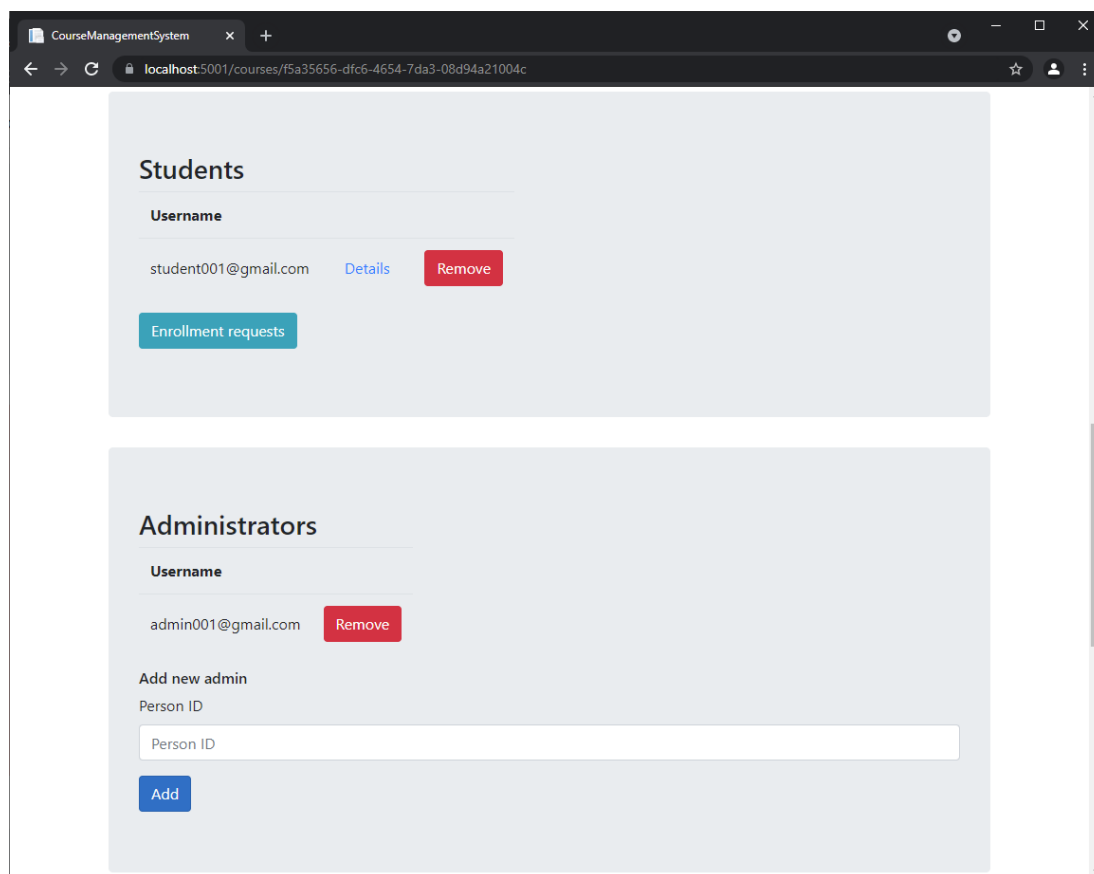 CourseManagementSystem
localhost:5001/courses/f5a35656-dfc6-4654-7da3-08d94a21004c
Students
Username
student001@gmail.com Details Remove
Enrollment requests
Administrators
Username
admin001@gmail.com Remove
Add new admin
Person ID
Person ID
Add